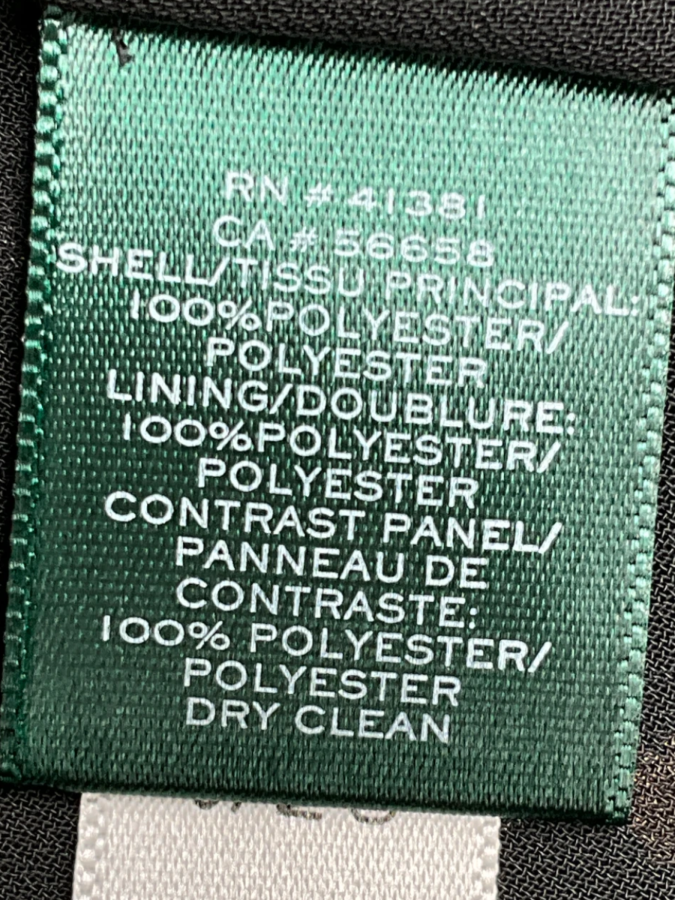 RN # 41381
CA # 56658
SHELL/TISSU PRINCIPAL:
100%POLYESTER/
POLYESTER
LINING/DOUBLURE:
100%POLYESTER/
POLYESTER
CONTRAST PANEL/
PANNEAU DE
CONTRASTE:
100% POLYESTER/
POLYESTER
DRY CLEAN